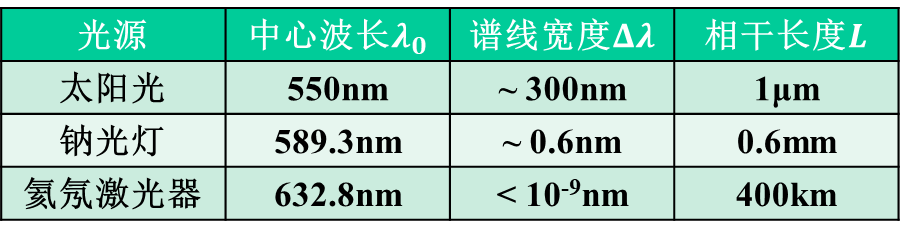 光源 中心波长λ₀ 谱线宽度Δλ 相干长度L
太阳光 550nm ~ 300nm 1μm
钠光灯 589.3nm ~ 0.6nm 0.6mm
氦氖激光器 632.8nm < 10⁻⁹nm 400km